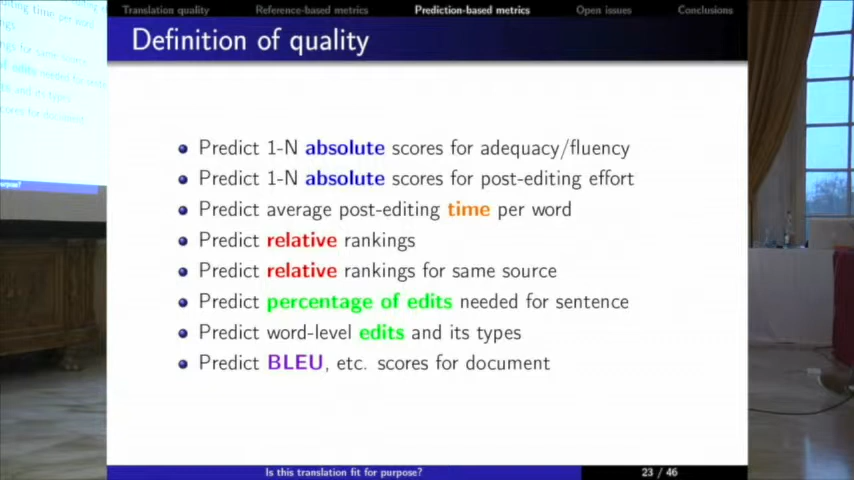 Translation quality Reference-based metrics Prediction-based metrics Open issues Conclusions
Definition of quality
Predict 1-N absolute scores for adequacy/fluency
Predict 1-N absolute scores for post-editing effort
Predict average post-editing time per word
Predict relative rankings
Predict relative rankings for same source
Predict percentage of edits needed for sentence
Predict word-level edits and its types
Predict BLEU, etc. scores for document
Is this translation fit for purpose? 23 / 46